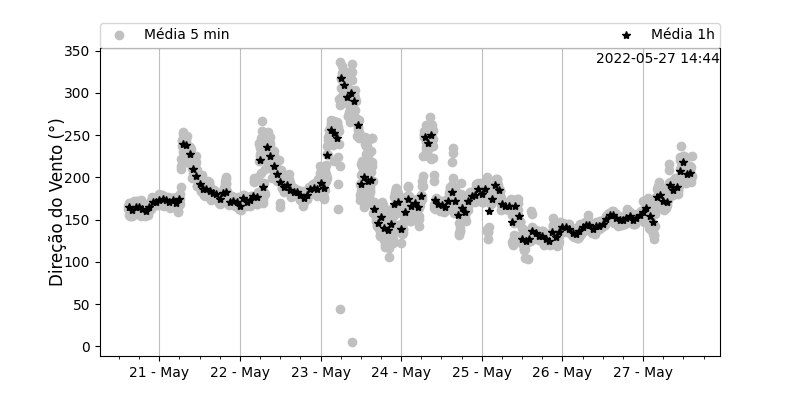 Média 5 min
Média 1h
2022-05-27 14:44
Direção do Vento (°)
350
300
250
200
150
100
50
0
21 - May
22 - May
23 - May
24 - May
25 - May
26 - May
27 - May